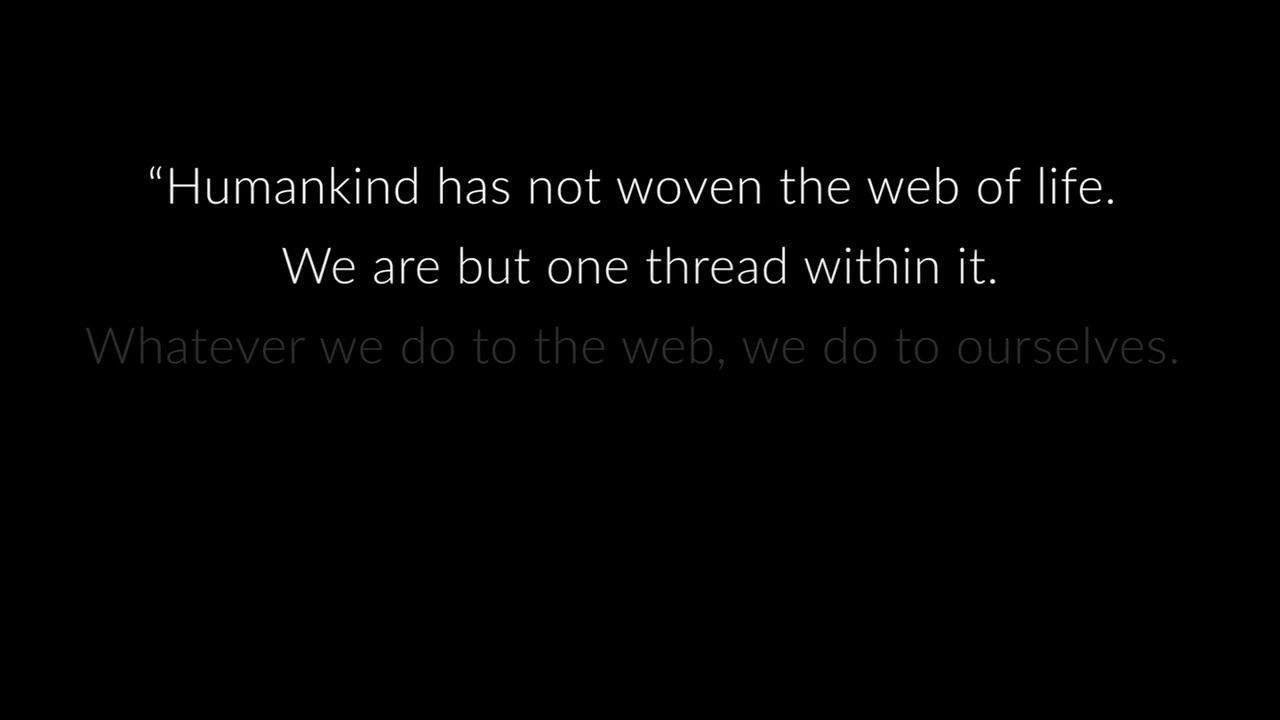 “Humankind has not woven the web of life.
We are but one thread within it.
Whatever we do to the web, we do to ourselves.